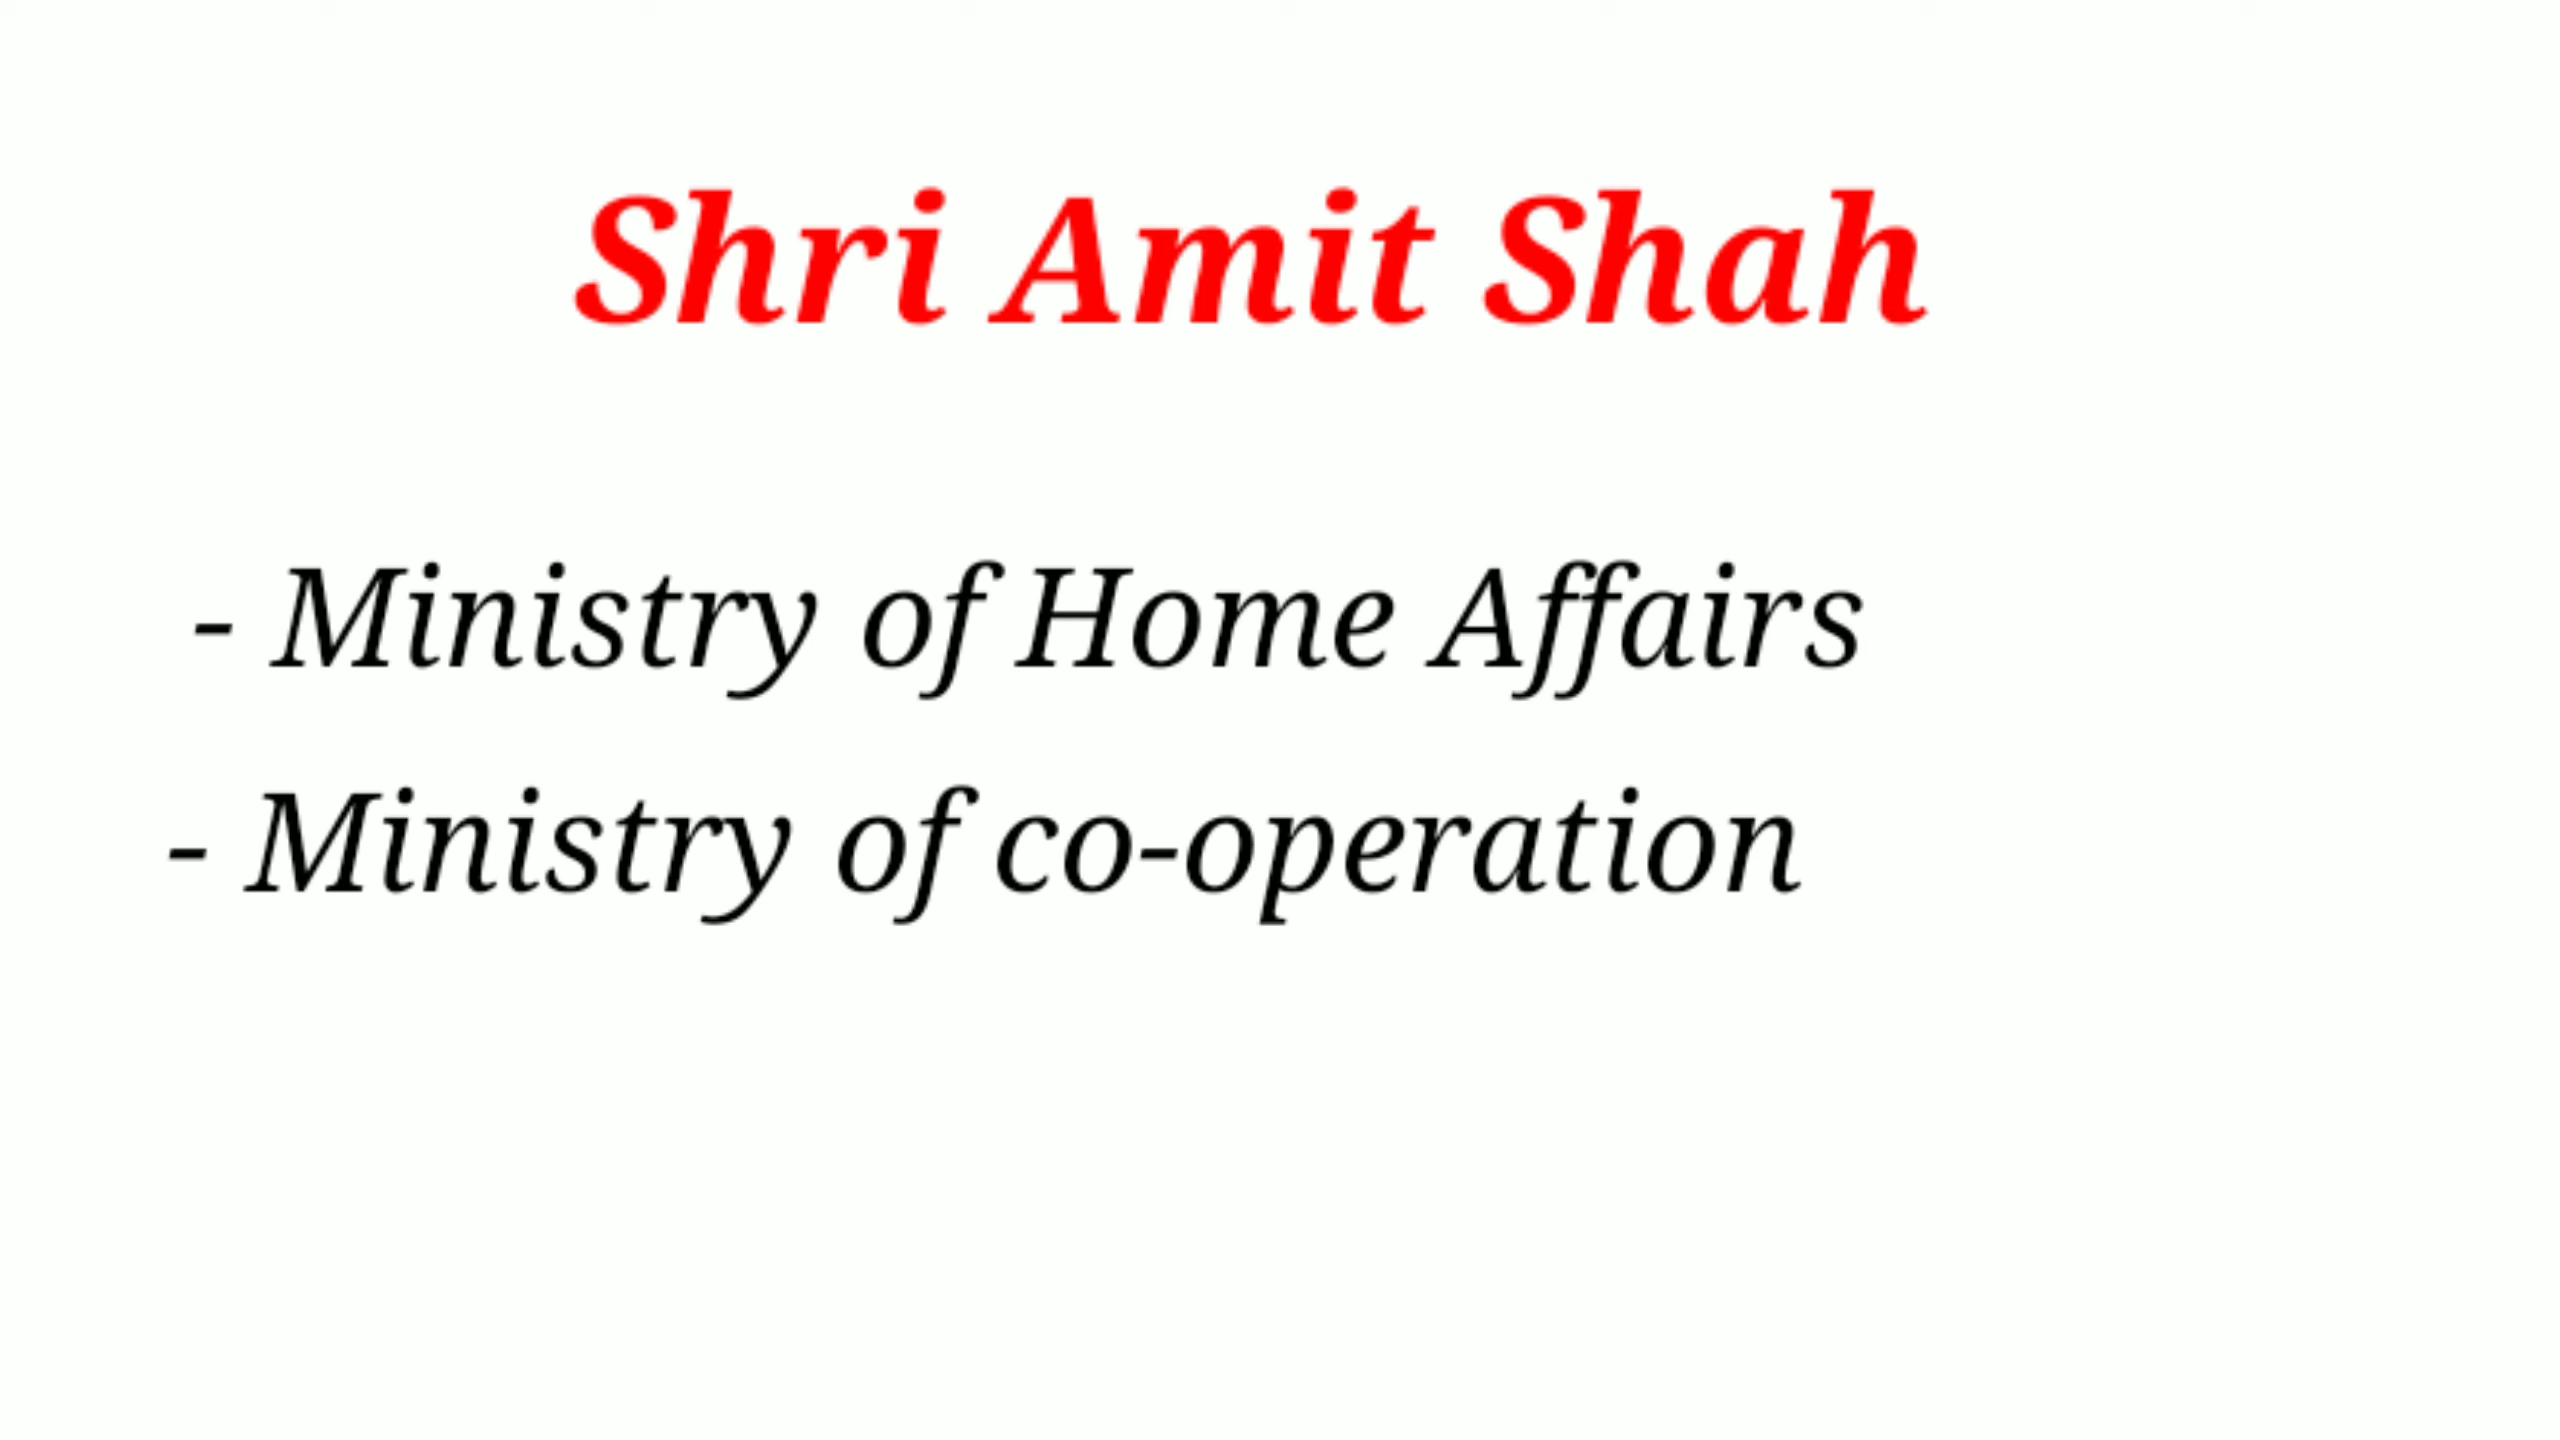 Shri Amit Shah
- Ministry of Home Affairs
- Ministry of co-operation